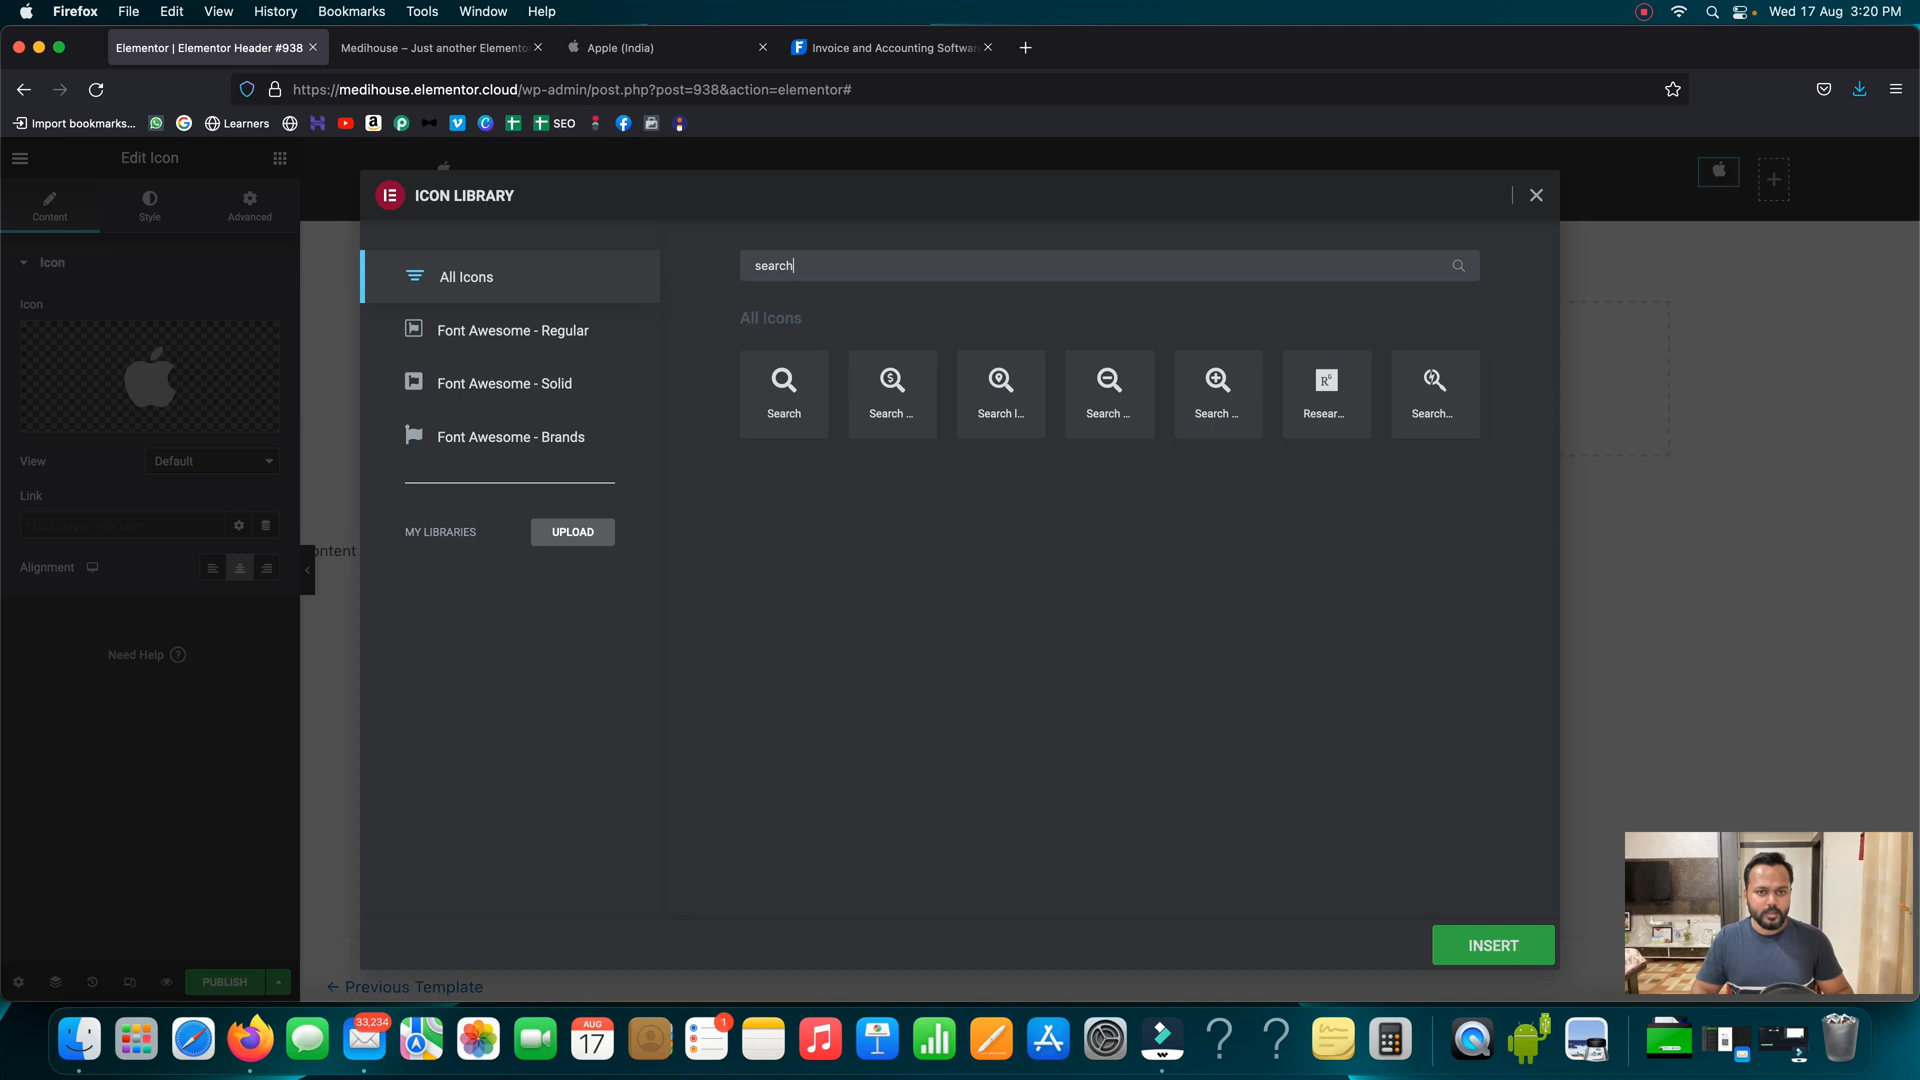 Firefox File Edit View History Bookmarks Tools Window Help Wed 17 Aug 3:20 PM
Elementor | Elementor Header #938 Medihouse – Just another Elemento Apple (India) Invoice and Accounting Softwar
https://medihouse.elementor.cloud/wp-admin/post.php?post=938&action=elementor#
Import bookmarks... Learners SEO
Edit Icon
Content Style Advanced
ICON LIBRARY
Icon
Icon
View Default
Link
Alignment
Need Help
PUBLISH
All Icons
Font Awesome - Regular
Font Awesome - Solid
Font Awesome - Brands
MY LIBRARIES UPLOAD
search
All Icons
Search Search ... Search l... Search ... Search ... Resear... Search...
INSERT
ontent
← Previous Template
33,234
AUG
17
1